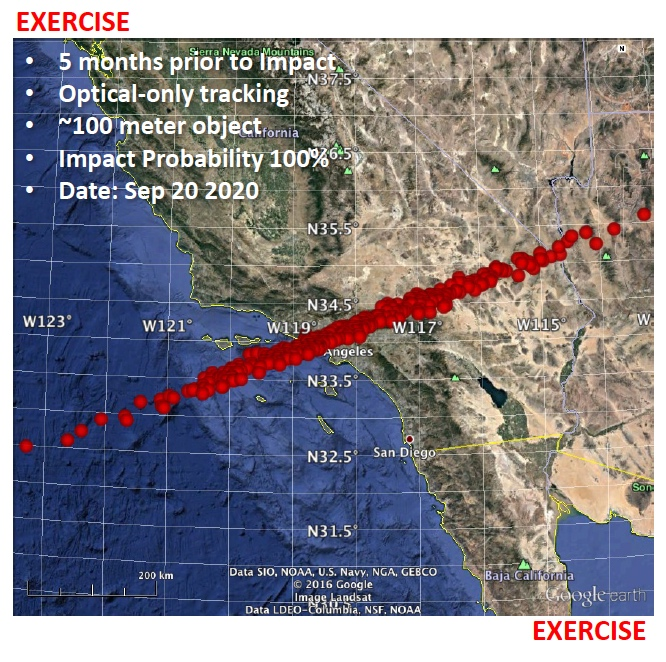 EXERCISE
Sierra Nevada Mountains
• 5 months prior to Impact
N37.5°
• Optical-only tracking
• ~100 meter object
California
• Impact Probability 100%
N36.5°
• Date: Sep 20 2020
N35.5°
N34.5°
W123° W121° W119° W117° W115° W
Angeles
N33.5°
San Diego
N32.5°
Son
N31.5°
200 km
Data SIO, NOAA, U.S. Navy, NGA, GEBCO
© 2016 Google
Image Landsat
Data LDEO-Columbia, NSF, NOAA
Baja California
Google earth
EXERCISE